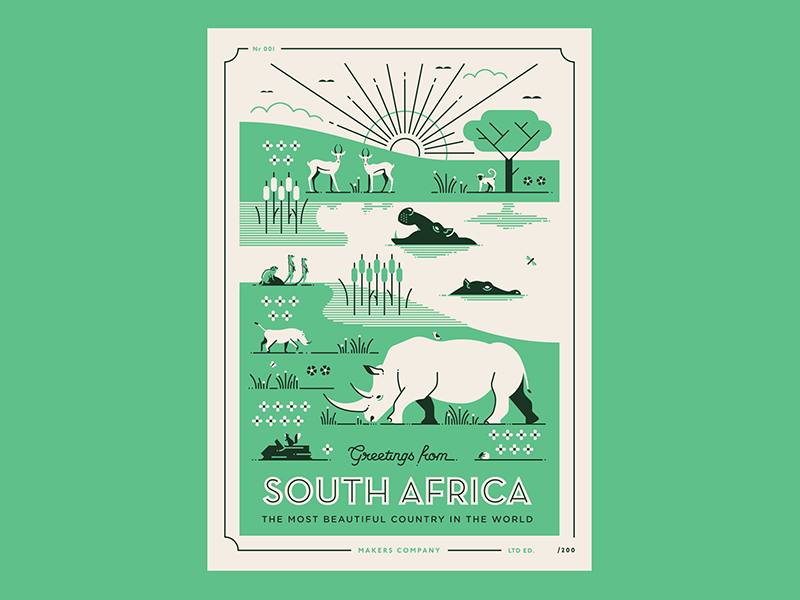 Nr 001
Greetings from
SOUTH AFRICA
THE MOST BEAUTIFUL COUNTRY IN THE WORLD
MAKERS COMPANY LTD ED. /200